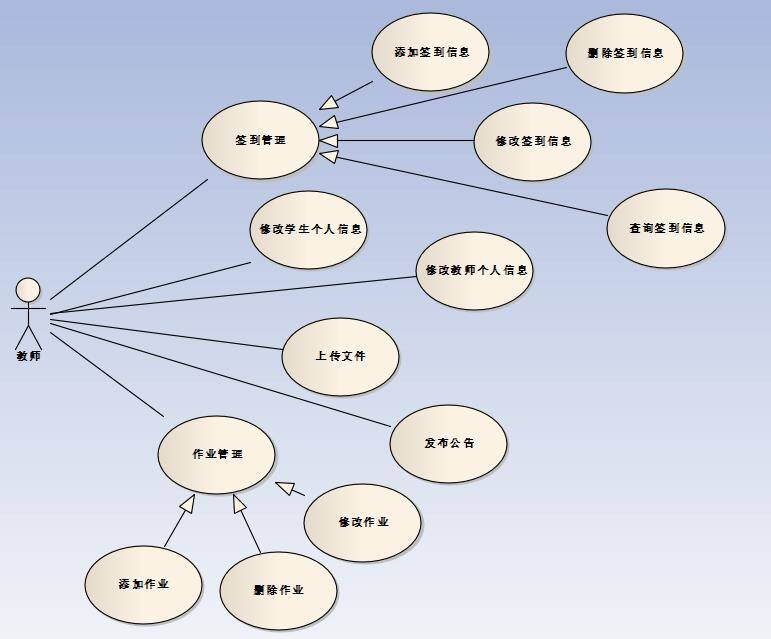 添加签到信息
删除签到信息
签到管理
修改签到信息
修改学生个人信息
查询签到信息
修改教师个人信息
教师
上传文件
发布公告
作业管理
修改作业
添加作业
删除作业